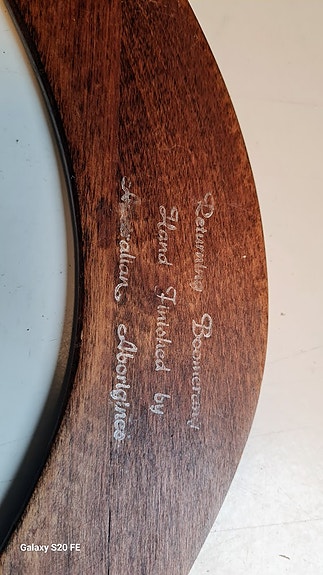 Returning Boomerang
Hand Finished by
Australian Aborigines
Galaxy S20 FE